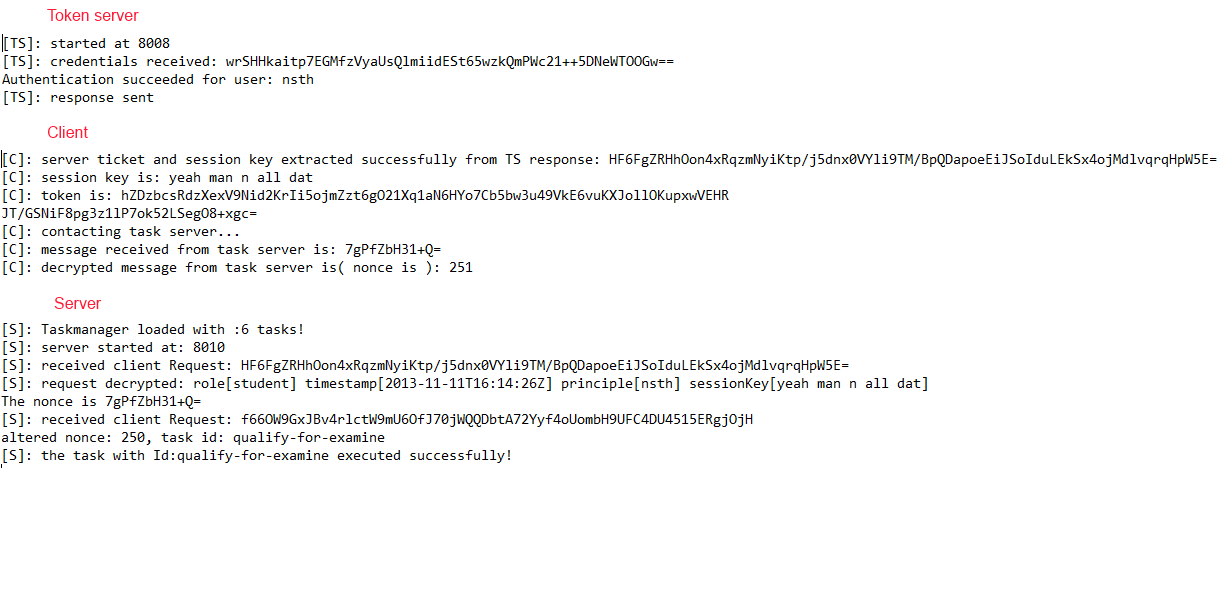 Token server
[TS]: started at 8008
[TS]: credentials received: wrSHHkaitp7EGMfzVyaUsQlmiidESt65wzkQmPWc21++5DNeWTOOGw==
Authentication succeeded for user: nsth
[TS]: response sent
Client
[C]: server ticket and session key extracted successfully from TS response: HF6FgZRHhOon4xRqzmNyiKtp/j5dnx0VYli9TM/BpQDapoeEiJSoIduLEkSx4ojMdlvqrqHpW5E=
[C]: session key is: yeah man n all dat
[C]: token is: hZDzbcsRdzXexV9Nid2KrIi5ojmZzt6gO21Xq1aN6HYo7Cb5bw3u49VkE6vuKXJollOKupxwVEHR
JT/GSNiF8pg3z1lP7ok52LSegO8+xgc=
[C]: contacting task server...
[C]: message received from task server is: 7gPfZbH31+Q=
[C]: decrypted message from task server is( nonce is ): 251
Server
[S]: Taskmanager loaded with :6 tasks!
[S]: server started at: 8010
[S]: received client Request: HF6FgZRHhOon4xRqzmNyiKtp/j5dnx0VYli9TM/BpQDapoeEiJSoIduLEkSx4ojMdlvqrqHpW5E=
[S]: request decrypted: role[student] timestamp[2013-11-11T16:14:26Z] principle[nsth] sessionKey[yeah man n all dat]
The nonce is 7gPfZbH31+Q=
[S]: received client Request: f66OW9GxJBv4rlctW9mU6OfJ70jWQQDbtA72Yyf4oUombH9UFC4DU4515ERgjOjH
altered nonce: 250, task id: qualify-for-examine
[S]: the task with Id:qualify-for-examine executed successfully!